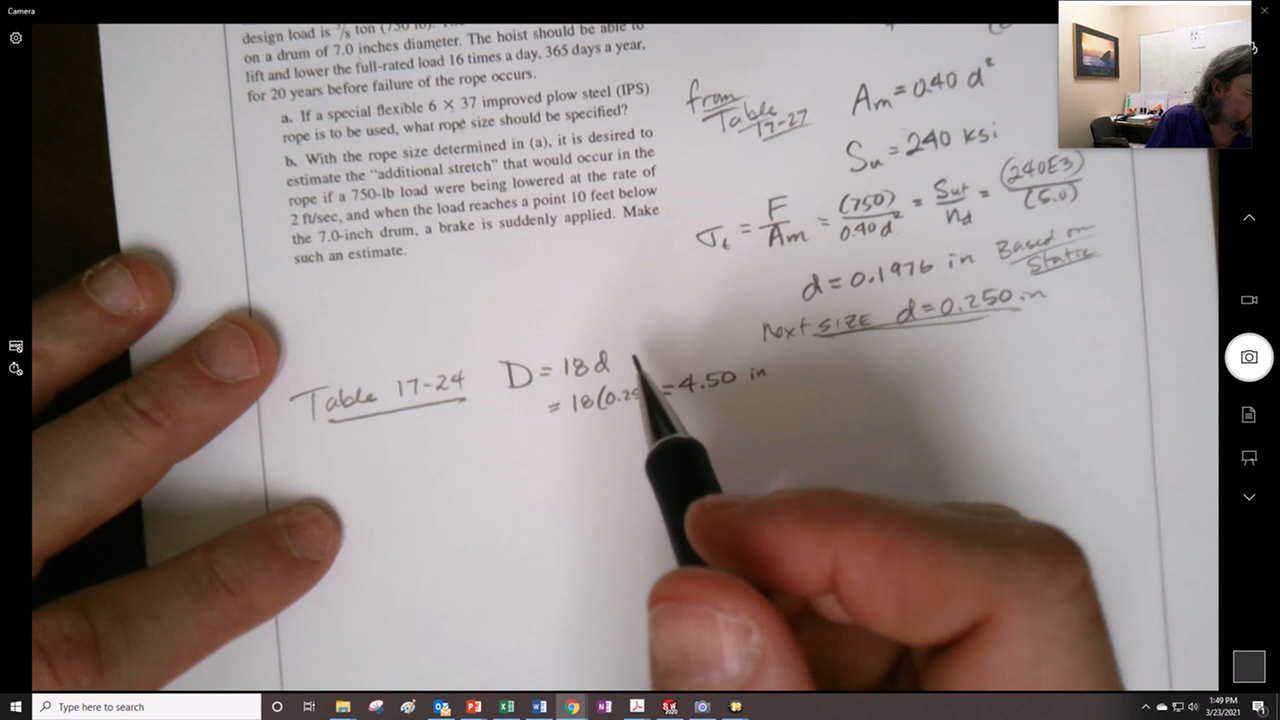 Camera
design load is 3/8 ton (750 lb). The
on a drum of 7.0 inches diameter. The hoist should be able to
lift and lower the full-rated load 16 times a day, 365 days a year,
for 20 years before failure of the rope occurs.
a. If a special flexible 6 × 37 improved plow steel (IPS)
rope is to be used, what rope size should be specified?
b. With the rope size determined in (a), it is desired to
estimate the "additional stretch" that would occur in the
rope if a 750-lb load were being lowered at the rate of
2 ft/sec, and when the load reaches a point 10 feet below
the 7.0-inch drum, a brake is suddenly applied. Make
such an estimate.
from
Table
17-27
Am = 0.40 d²
Su = 240 ksi
σt = F/Am = (750)/0.40d² = Sut/nd = (240E3)/(5.0)
d = 0.1976 in Based on Static
Next SIZE d = 0.250 in
Table 17-24 D = 18d
= 18(0.25 = 4.50 in
Type here to search
1:49 PM
3/23/2021